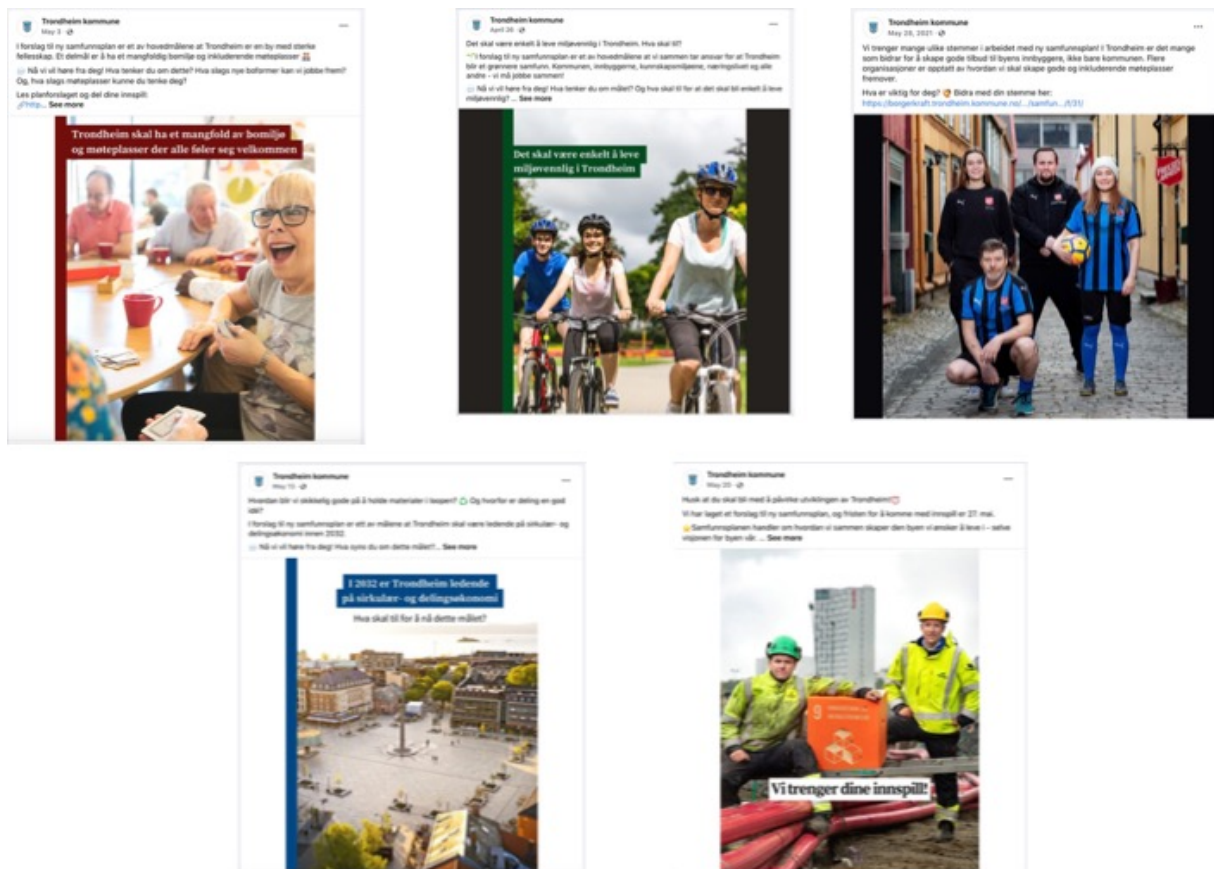 Trondheim kommune
May 3
I forslag til ny samfunnsplan er et av hovedmålene at Trondheim er en by med sterke
fellesskap. Et delmål er å ha et mangfoldig bomiljø og inkluderende møteplasser
Nå vil vi høre fra deg! Hva tenker du om dette? Hva slags nye boformer kan vi jobbe frem?
Og, hva slags møteplasser kunne du tenke deg?
Les planforslaget og del dine innspill:
http... See more
Trondheim skal ha et mangfold av bomiljø
og møteplasser der alle føler seg velkommen
Trondheim kommune
April 26
Det skal være enkelt å leve miljøvennlig i Trondheim. Hva skal til?
I forslag til ny samfunnsplan er et av hovedmålene at vi sammen tar ansvar for at Trondheim
blir et grønnere samfunn. Kommunen, innbyggerne, kunnskapsmiljøene, næringslivet og alle
andre - vi må jobbe sammen!
Nå vil vi høre fra deg! Hva tenker du om målet? Og hva skal til for at det skal bli enkelt å leve
miljøvennlig? ... See more
Det skal være enkelt å leve
miljøvennlig i Trondheim
Trondheim kommune
May 28, 2021
Vi trenger mange ulike stemmer i arbeidet med ny samfunnsplan! I Trondheim er det mange
som bidrar for å skape gode tilbud til byens innbyggere, ikke bare kommunen. Flere
organisasjoner er opptatt av hvordan vi skal skape gode og inkluderende møteplasser
fremover.
Hva er viktig for deg? Bidra med din stemme her:
https://borgerkraft.trondheim.kommune.no/.../samfun.../f/31/
Trondheim kommune
May 13
Hvordan blir vi skikkelig gode på å holde materialer i loopen? Og hvorfor er deling en god
idé?
I forslag til ny samfunnsplan er ett av målene at Trondheim skal være ledende på sirkulær- og
delingsøkonomi innen 2032.
Nå vil vi høre fra deg! Hva syns du om dette målet?... See more
I 2032 er Trondheim ledende
på sirkulær- og delingsøkonomi
Hva skal til for å nå dette målet?
Trondheim kommune
May 20
Husk at du skal bli med å påvirke utviklingen av Trondheim!
Vi har laget et forslag til ny samfunnsplan, og fristen for å komme med innspill er 27. mai.
Samfunnsplanen handler om hvordan vi sammen skaper den byen vi ønsker å leve i – selve
visjonen for byen vår. ... See more
9
Vi trenger dine innspill!